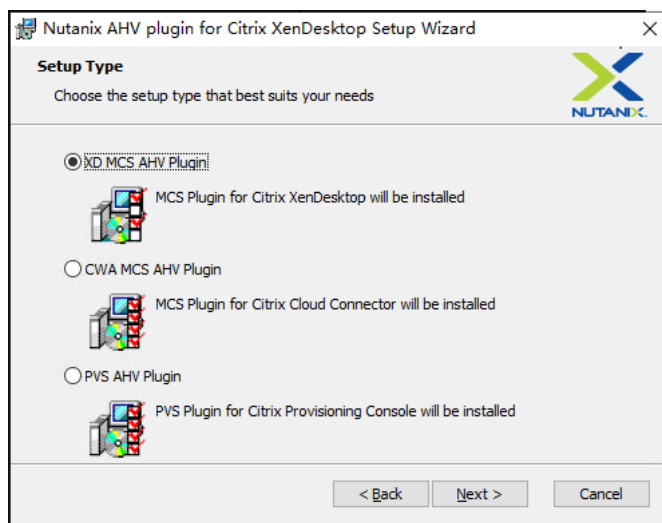 Nutanix AHV plugin for Citrix XenDesktop Setup Wizard
Setup Type
Choose the setup type that best suits your needs
NUTANIX.
XD MCS AHV Plugin
MCS Plugin for Citrix XenDesktop will be installed
CWA MCS AHV Plugin
MCS Plugin for Citrix Cloud Connector will be installed
PVS AHV Plugin
PVS Plugin for Citrix Provisioning Console will be installed
< Back Next > Cancel